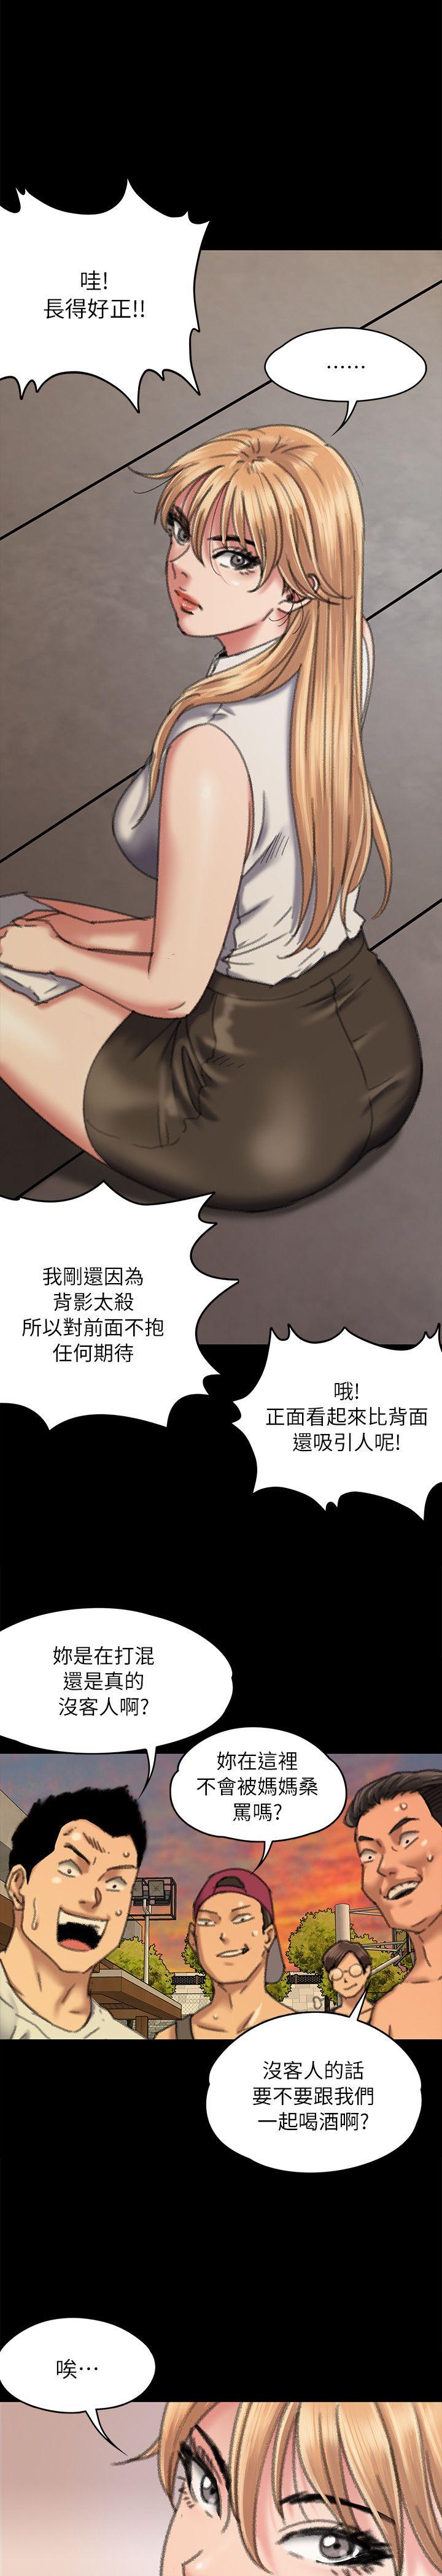 哇!
長得好正!!
……
我剛還因為
背影太殺
所以對前面不抱
任何期待
哦!
正面看起來比背面
還吸引人呢!
妳是在打混
還是真的
沒客人啊?
妳在這裡
不會被媽媽桑
罵嗎?
沒客人的話
要不要跟我們
一起喝酒啊?
唉…